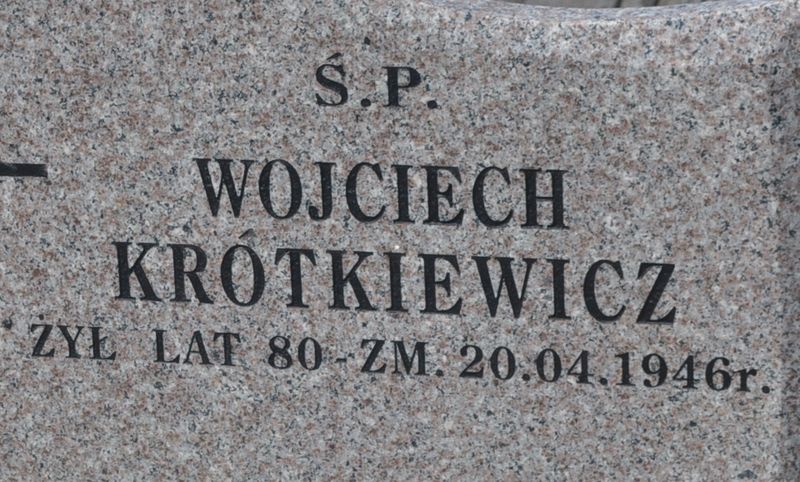 Ś.P.
WOJCIECH
KRÓTKIEWICZ
ŻYŁ LAT 80 - ZM. 20.04.1946r.